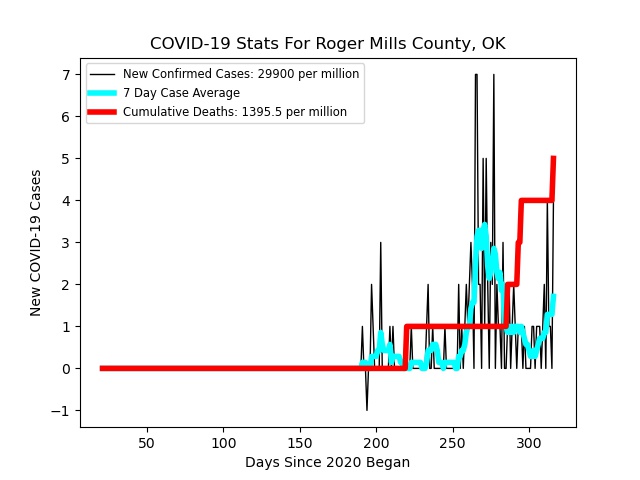 COVID-19 Stats For Roger Mills County, OK
New Confirmed Cases: 29900 per million
7 Day Case Average
Cumulative Deaths: 1395.5 per million
New COVID-19 Cases
7
6
5
4
3
2
1
0
−1
50 100 150 200 250 300
Days Since 2020 Began